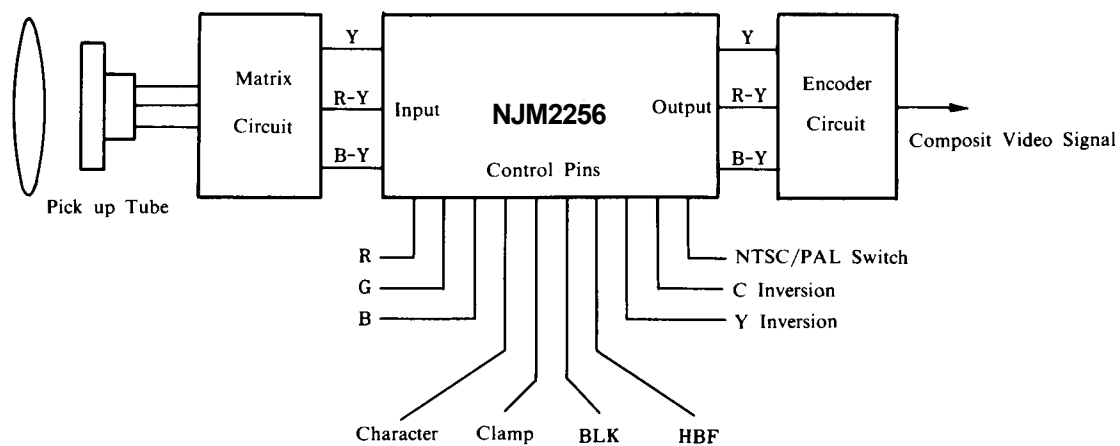 Y
R-Y
B-Y
Matrix
Circuit
Input
NJM2256
Output
Control Pins
Y
R-Y
B-Y
Encoder
Circuit
Composit Video Signal
Pick up Tube
R
G
B
NTSC/PAL Switch
C Inversion
Y Inversion
Character
Clamp
BLK
HBF